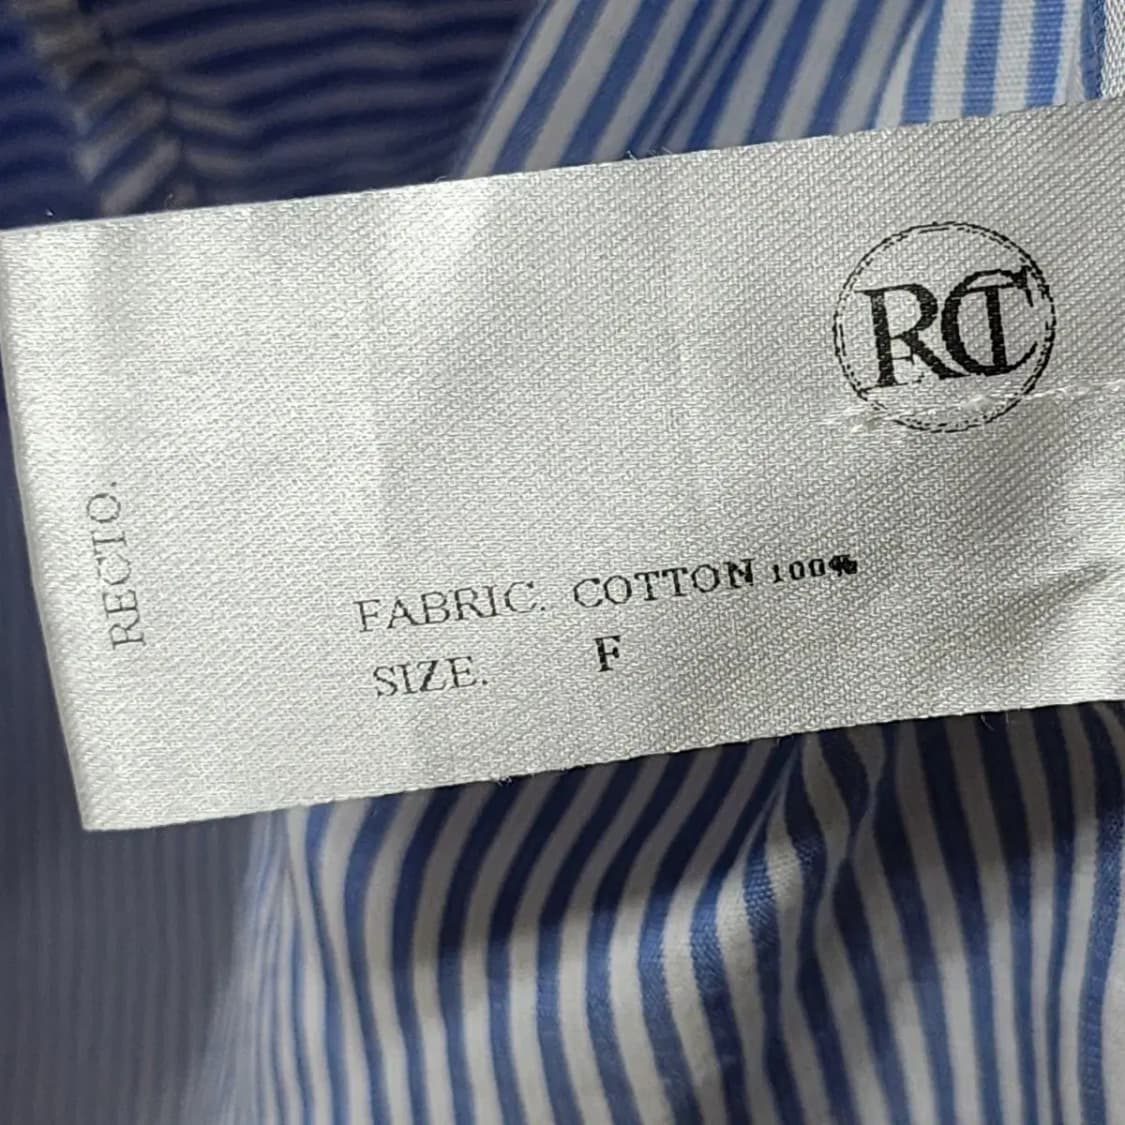 RCT
RECTO.
FABRIC. COTTON 100%
SIZE. F